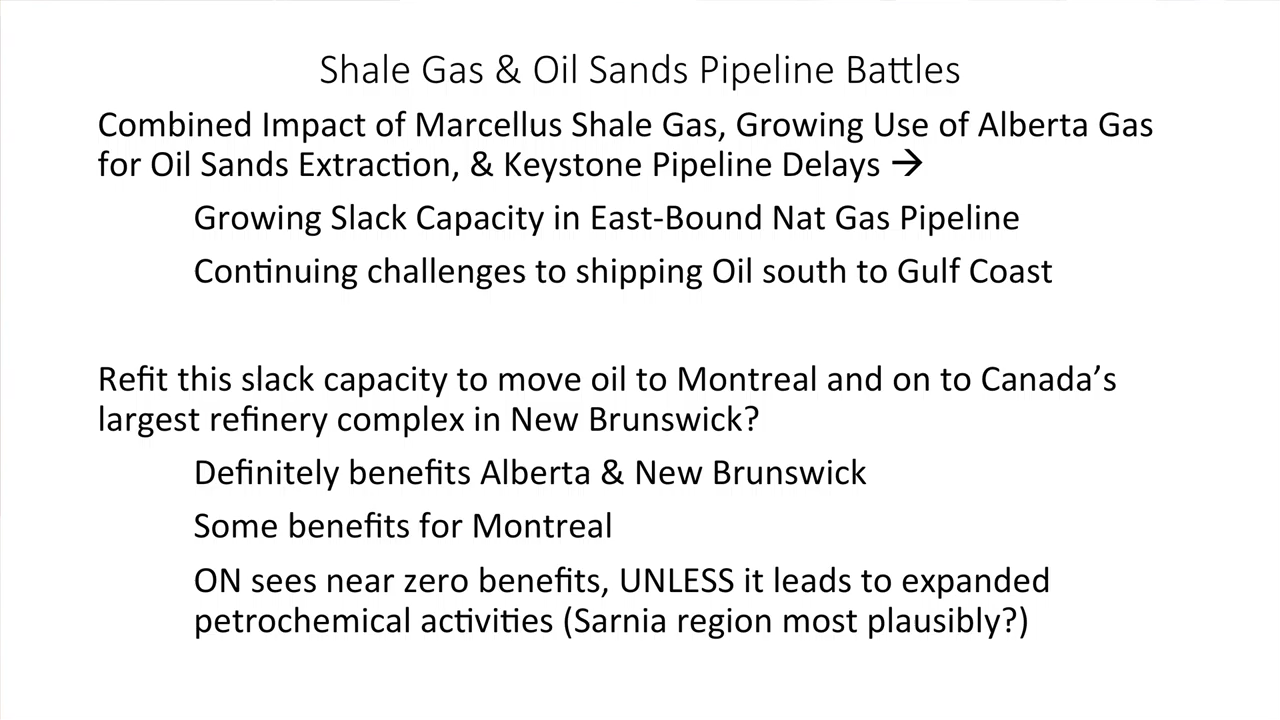 Shale Gas & Oil Sands Pipeline Battles
Combined Impact of Marcellus Shale Gas, Growing Use of Alberta Gas
for Oil Sands Extraction, & Keystone Pipeline Delays →
Growing Slack Capacity in East-Bound Nat Gas Pipeline
Continuing challenges to shipping Oil south to Gulf Coast
Refit this slack capacity to move oil to Montreal and on to Canada’s
largest refinery complex in New Brunswick?
Definitely benefits Alberta & New Brunswick
Some benefits for Montreal
ON sees near zero benefits, UNLESS it leads to expanded
petrochemical activities (Sarnia region most plausibly?)